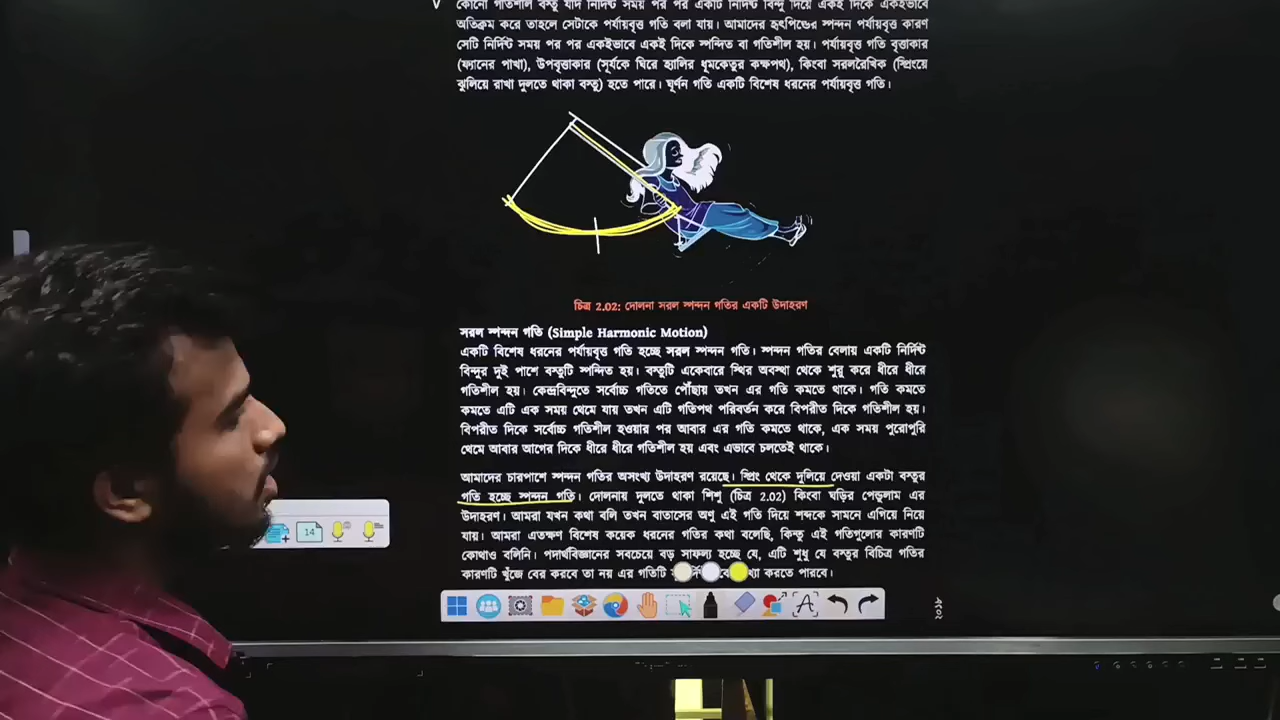 কোনো গতিশীল বস্তু যদি নির্দিষ্ট সময় পর পর একটি নির্দিষ্ট বিন্দু দিয়ে একই দিকে একইভাবে
অতিক্রম করে তাহলে সেটাকে পর্যায়বৃত্ত গতি বলা যায়। আমাদের হৃৎপিণ্ডের স্পন্দন পর্যায়বৃত্ত কারণ
সেটি নির্দিষ্ট সময় পর পর একইভাবে একই দিকে স্পন্দিত বা গতিশীল হয়। পর্যায়বৃত্ত গতি বৃত্তাকার
(ফ্যানের পাখা), উপবৃত্তাকার (সূর্যকে ঘিরে হ্যালির ধূমকেতুর কক্ষপথ), কিংবা সরলরৈখিক (স্প্রিংয়ে
ঝুলিয়ে রাখা দুলতে থাকা বস্তু) হতে পারে। ঘূর্ণন গতি একটি বিশেষ ধরনের পর্যায়বৃত্ত গতি।
চিত্র 2.02: দোলনা সরল স্পন্দন গতির একটি উদাহরণ
সরল স্পন্দন গতি (Simple Harmonic Motion)
একটি বিশেষ ধরনের পর্যায়বৃত্ত গতি হচ্ছে সরল স্পন্দন গতি। স্পন্দন গতির বেলায় একটি নির্দিষ্ট
বিন্দুর দুই পাশে বস্তুটি স্পন্দিত হয়। বস্তুটি একেবারে স্থির অবস্থা থেকে শুরু করে ধীরে ধীরে
গতিশীল হয়। কেন্দ্রবিন্দুতে সর্বোচ্চ গতিতে পৌঁছায় তখন এর গতি কমতে থাকে। গতি কমতে
কমতে এটি এক সময় থেমে যায় তখন এটি গতিপথ পরিবর্তন করে বিপরীত দিকে গতিশীল হয়।
বিপরীত দিকে সর্বোচ্চ গতিশীল হওয়ার পর আবার এর গতি কমতে থাকে, এক সময় পুরোপুরি
থেমে আবার আগের দিকে ধীরে ধীরে গতিশীল হয় এবং এভাবে চলতেই থাকে।
আমাদের চারপাশে স্পন্দন গতির অসংখ্য উদাহরণ রয়েছে। স্প্রিং থেকে দুলিয়ে দেওয়া একটা বস্তুর
গতি হচ্ছে স্পন্দন গতি। দোলনায় দুলতে থাকা শিশু (চিত্র 2.02) কিংবা ঘড়ির পেন্ডুলাম এর
উদাহরণ। আমরা যখন কথা বলি তখন বাতাসের অণু এই গতি দিয়ে শব্দকে সামনে এগিয়ে নিয়ে
যায়। আমরা এতক্ষণ বিশেষ কয়েক ধরনের গতির কথা বলেছি, কিন্তু এই গতিগুলোর কারণটি
কোথাও বলিনি। পদার্থবিজ্ঞানের সবচেয়ে বড় সাফল্য হচ্ছে যে, এটি শুধু যে বস্তুর বিচিত্র গতির
কারণটি খুঁজে বের করবে তা নয় এর গতিটি করতে পারবে।
14